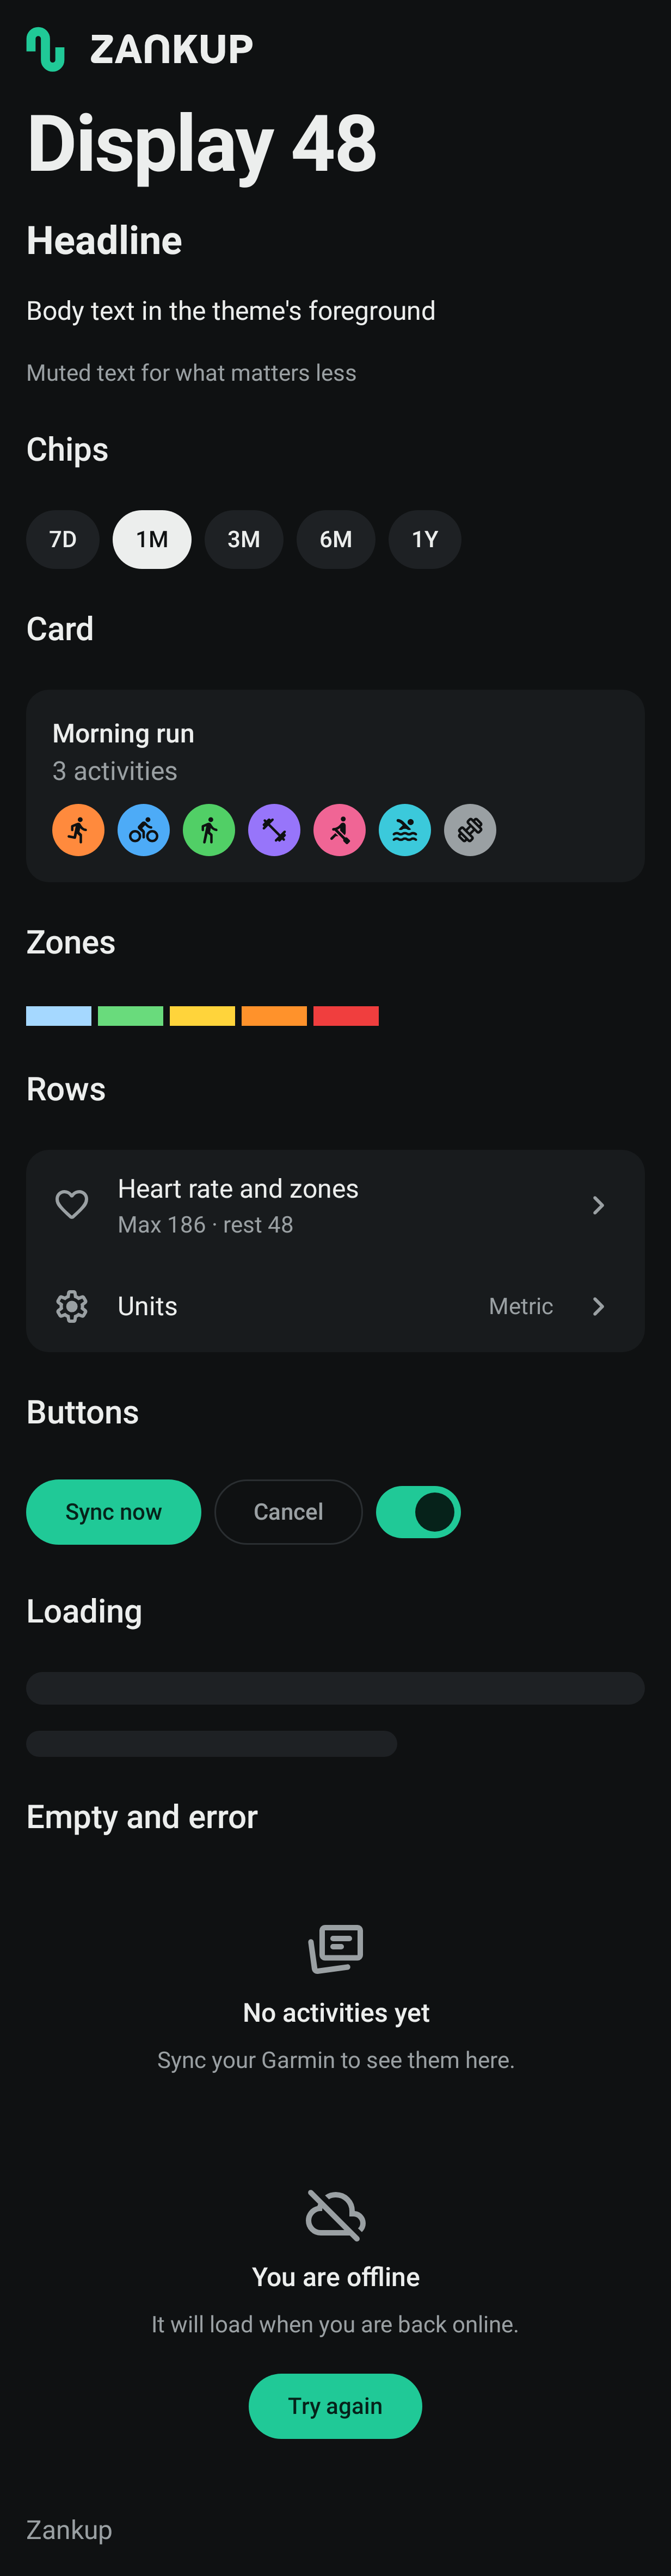 ZANKUP
Display 48
Headline
Body text in the theme's foreground
Muted text for what matters less
Chips
7D 1M 3M 6M 1Y
Card
Morning run
3 activities
Zones
Rows
Heart rate and zones
Max 186 · rest 48
Units Metric
Buttons
Sync now Cancel
Loading
Empty and error
No activities yet
Sync your Garmin to see them here.
You are offline
It will load when you are back online.
Try again
Zankup